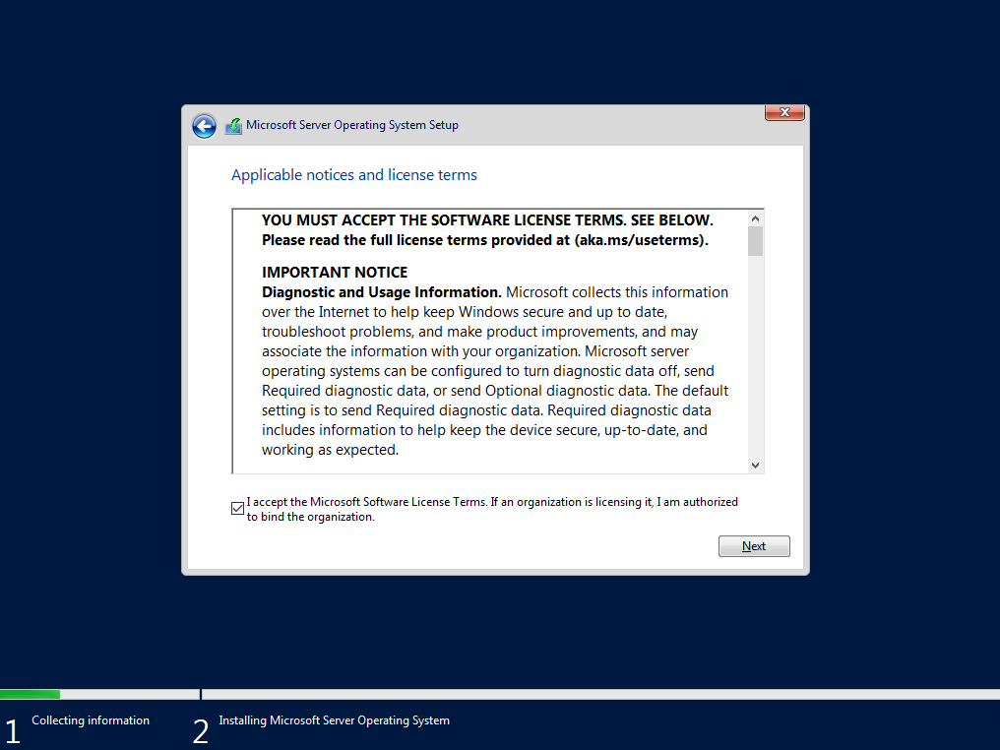 Microsoft Server Operating System Setup
Applicable notices and license terms
YOU MUST ACCEPT THE SOFTWARE LICENSE TERMS. SEE BELOW.
Please read the full license terms provided at (aka.ms/useterms).
IMPORTANT NOTICE
Diagnostic and Usage Information. Microsoft collects this information
over the Internet to help keep Windows secure and up to date,
troubleshoot problems, and make product improvements, and may
associate the information with your organization. Microsoft server
operating systems can be configured to turn diagnostic data off, send
Required diagnostic data, or send Optional diagnostic data. The default
setting is to send Required diagnostic data. Required diagnostic data
includes information to help keep the device secure, up-to-date, and
working as expected.
I accept the Microsoft Software License Terms. If an organization is licensing it, I am authorized
to bind the organization.
Next
1 Collecting information
2 Installing Microsoft Server Operating System